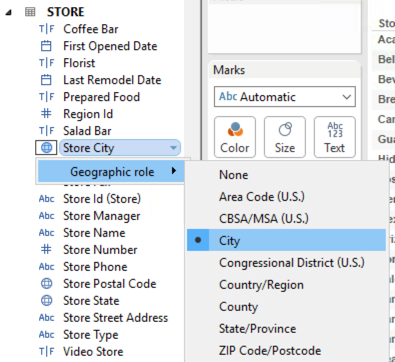 STORE
T|F Coffee Bar
First Opened Date
T|F Florist
Last Remodel Date
T|F Prepared Food
# Region Id
T|F Salad Bar
Store City
Geographic role
Abc Store Id (Store)
Abc Store Manager
Abc Store Name
# Store Number
Abc Store Phone
Store Postal Code
Store State
Abc Store Street Address
Abc Store Type
T|F Video Store
Marks
Abc Automatic
Color
Size
Abc
123
Text
None
Area Code (U.S.)
CBSA/MSA (U.S.)
City
Congressional District (U.S.)
Country/Region
County
State/Province
ZIP Code/Postcode
Sto
Aca
Bel
Bev
Bre
Car
Gua
Hid